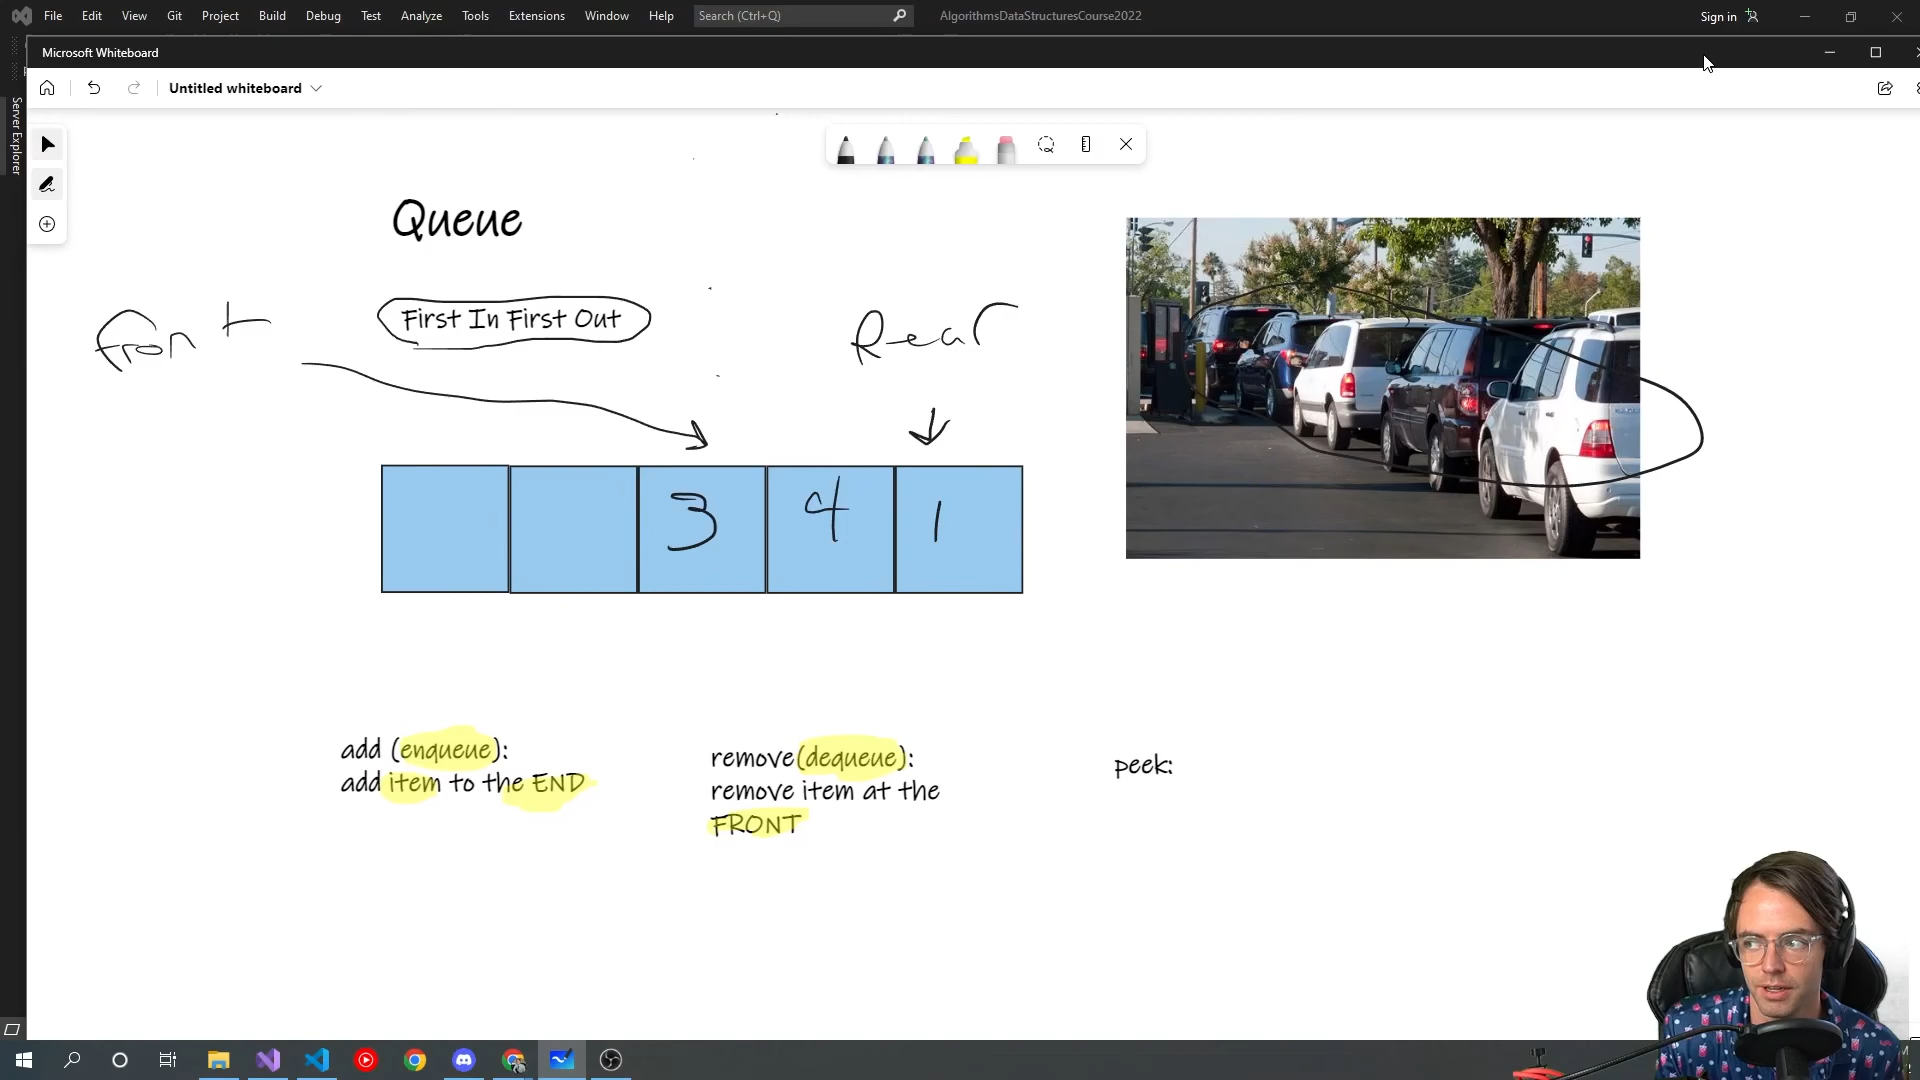 File Edit View Git Project Build Debug Test Analyze Tools Extensions Window Help Search (Ctrl+Q) AlgorithmsDataStructuresCourse2022 Sign in
Microsoft Whiteboard
Untitled whiteboard
Server Explorer
Queue
front
First In First Out
Rear
3 4 1
add (enqueue):
add item to the END
remove(dequeue):
remove item at the
FRONT
peek: